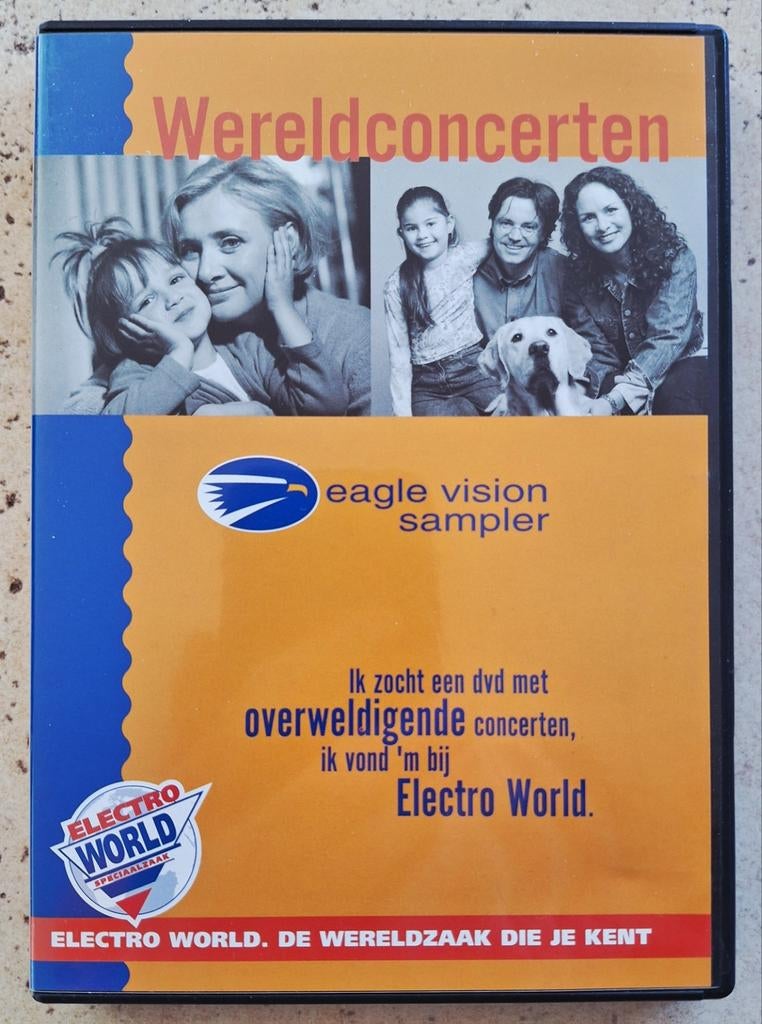 Wereldconcerten
eagle vision
sampler
Ik zocht een dvd met
overweldigende concerten,
ik vond 'm bij
Electro World.
ELECTRO
WORLD
SPECIAALZAAK
ELECTRO WORLD. DE WERELDZAAK DIE JE KENT